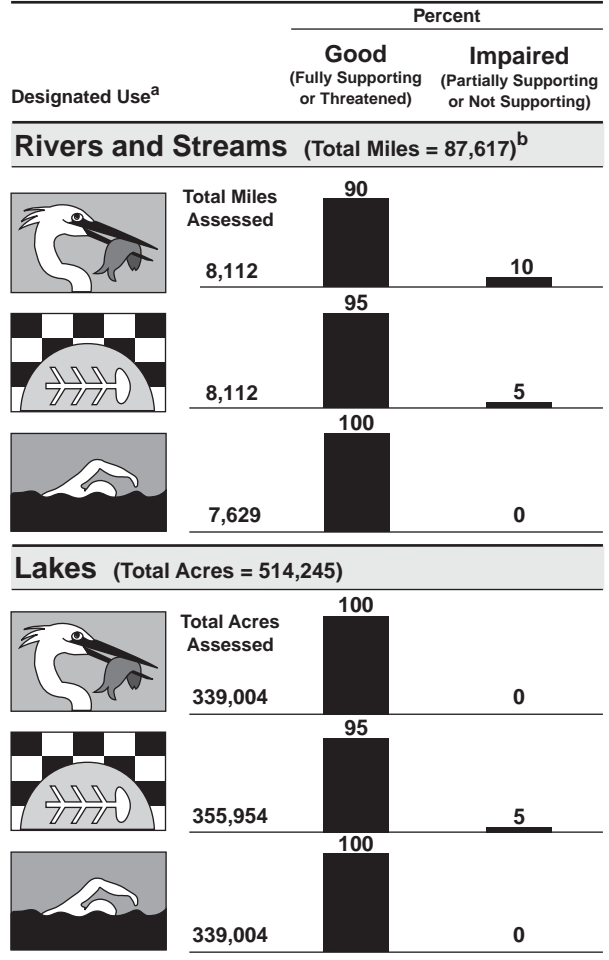 Percent
Good
Impaired
(Fully Supporting
(Partially Supporting
Designated Useᵃ
or Threatened)
or Not Supporting)
Rivers and Streams (Total Miles = 87,617)ᵇ
Total Miles
Assessed
90
8,112
10
95
8,112
5
100
7,629
0
Lakes (Total Acres = 514,245)
Total Acres
Assessed
100
339,004
0
95
355,954
5
100
339,004
0